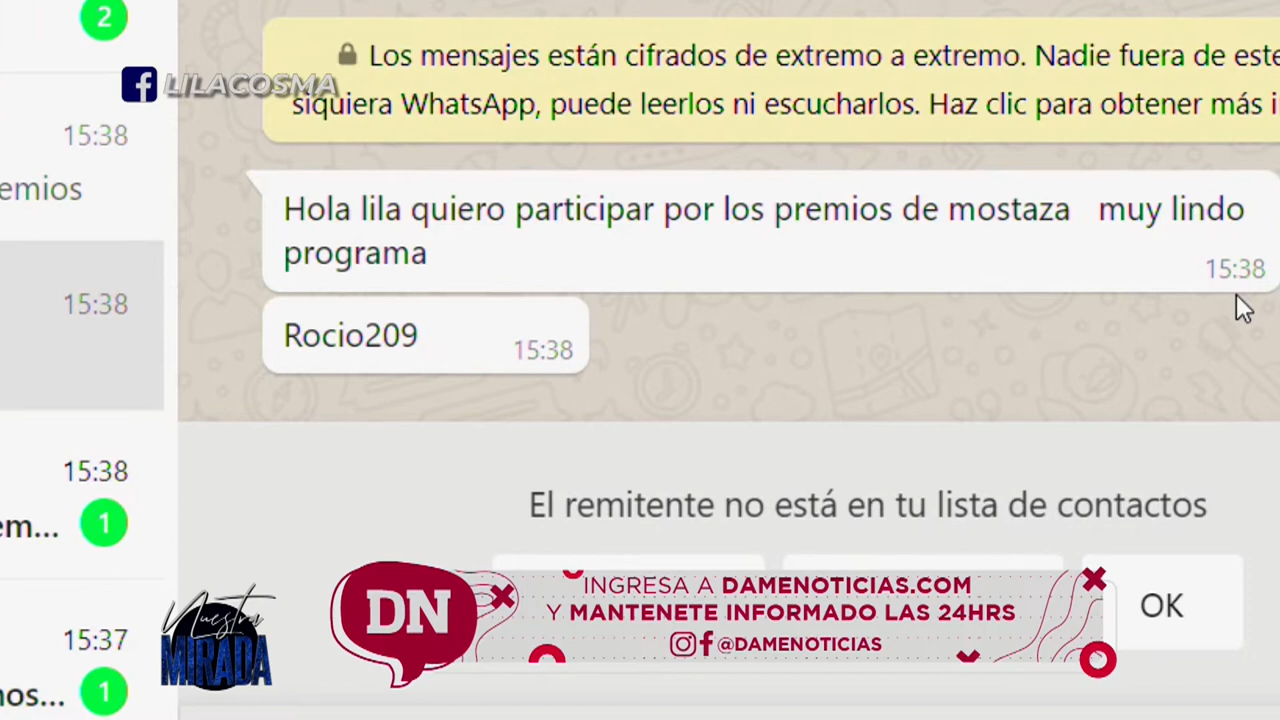 2
Los mensajes están cifrados de extremo a extremo. Nadie fuera de este
siquiera WhatsApp, puede leerlos ni escucharlos. Haz clic para obtener más i
LILACOSMA
15:38
emios
Hola lila quiero participar por los premios de mostaza muy lindo
programa
15:38
15:38
Rocio209
15:38
15:38
em...
1
El remitente no está en tu lista de contactos
OK
15:37
nos...
1
Nuestra
MIRADA
DN
INGRESA A DAMENOTICIAS.COM
Y MANTENETE INFORMADO LAS 24HRS
@DAMENOTICIAS